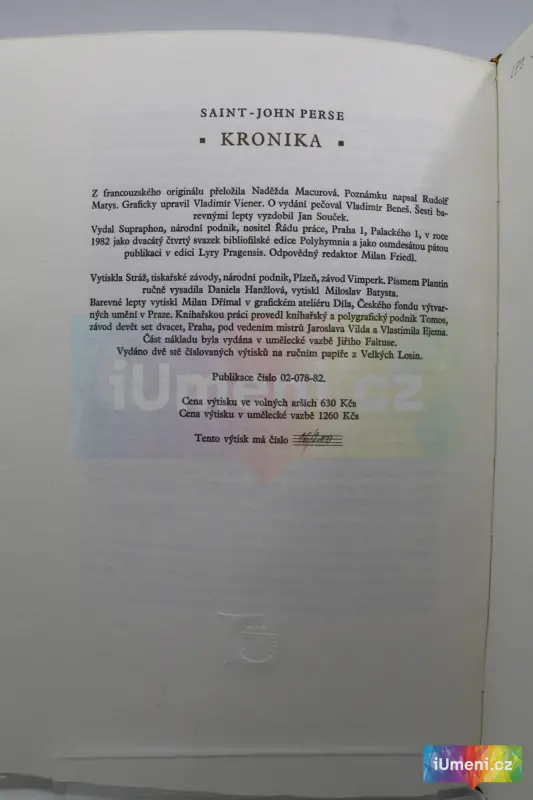 SAINT-JOHN PERSE
▪ KRONIKA ▪
Z francouzského originálu přeložila Naděžda Macurová. Poznámku napsal Rudolf
Matys. Graficky upravil Vladimír Viener. O vydání pečoval Vladimír Beneš. Šesti ba-
revnými lepty vyzdobil Jan Souček.
Vydal Supraphon, národní podnik, nositel Řádu práce, Praha 1, Palackého 1, v roce
1982 jako dvacátý čtvrtý svazek bibliofilské edice Polyhymnia a jako osmdesátou pátou
publikaci v edici Lyry Pragensis. Odpovědný redaktor Milan Friedl.
Vytiskla Stráž, tiskařské závody, národní podnik, Plzeň, závod Vimperk. Písmem Plantin
ručně vysadila Daniela Hanžlová, vytiskl Miloslav Batysta.
Barevné lepty vytiskl Milan Dřímal v grafickém ateliéru Díla, Českého fondu výtvar-
ných umění v Praze. Knihařskou práci provedl knihařský a polygrafický podnik Tomos,
závod devět set dvacet, Praha, pod vedením mistrů Jaroslava Vilda a Vlastimila Ejema.
Část nákladu byla vydána v umělecké vazbě Jiřího Faltuse.
Vydáno dvě stě číslovaných výtisků na ručním papíře z Velkých Losin.
Publikace číslo 02-078-82.
Cena výtisku ve volných arších 630 Kčs
Cena výtisku v umělecké vazbě 1260 Kčs
Tento výtisk má číslo
iUmeni.cz
iUmeni.cz